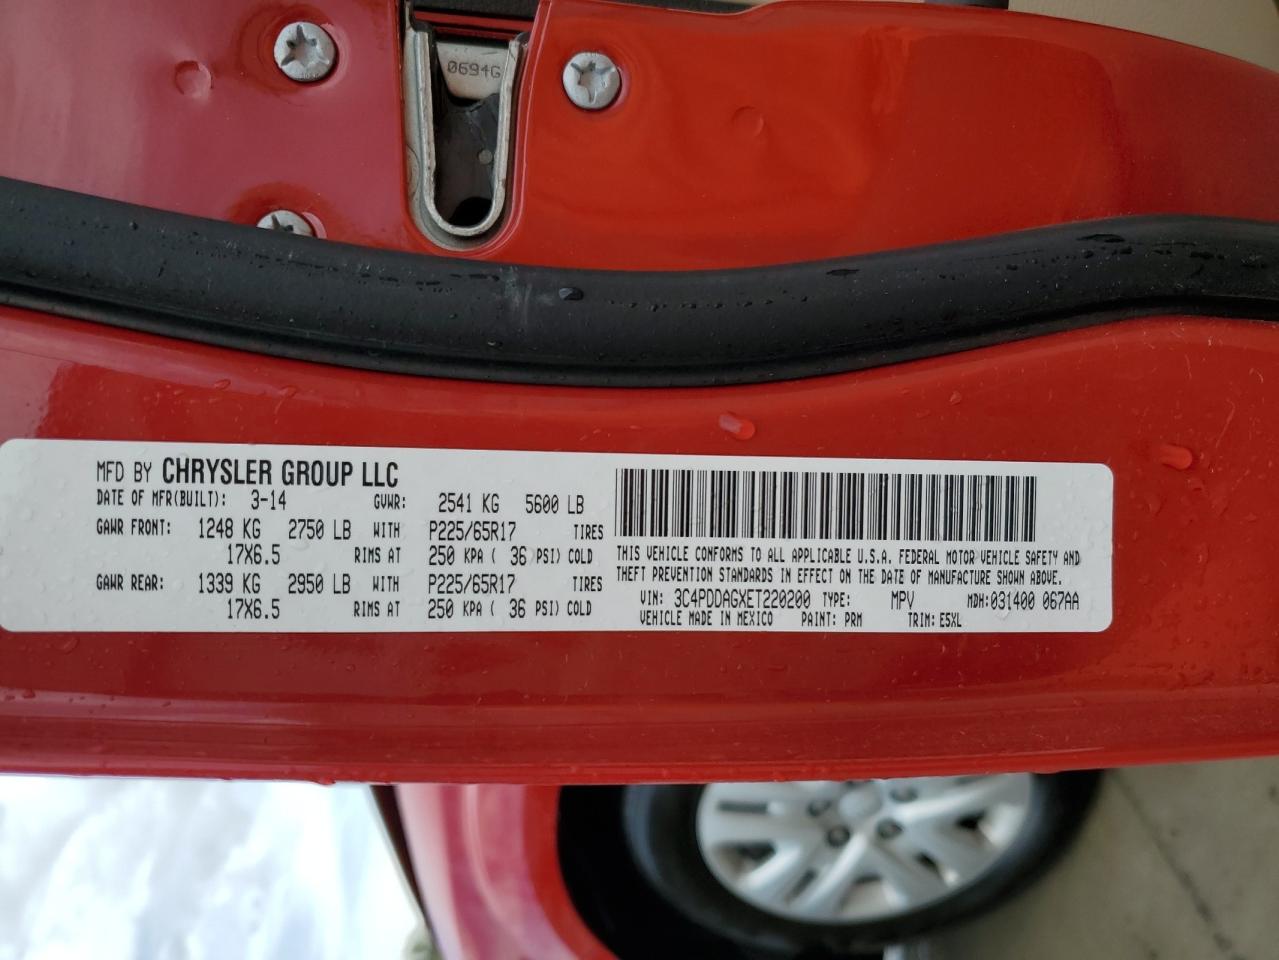 0694G
MFD BY CHRYSLER GROUP LLC
DATE OF MFR(BUILT): 3-14 GVWR: 2541 KG 5600 LB
GAWR FRONT: 1248 KG 2750 LB WITH P225/65R17 TIRES
17X6.5 RIMS AT 250 KPA ( 36 PSI) COLD
GAWR REAR: 1339 KG 2950 LB WITH P225/65R17 TIRES
17X6.5 RIMS AT 250 KPA ( 36 PSI) COLD
THIS VEHICLE CONFORMS TO ALL APPLICABLE U.S.A. FEDERAL MOTOR VEHICLE SAFETY AND
THEFT PREVENTION STANDARDS IN EFFECT ON THE DATE OF MANUFACTURE SHOWN ABOVE.
VIN: 3C4PDDAGXET220200 TYPE: MPV MDH:031400 067AA
VEHICLE MADE IN MEXICO PAINT: PRM TRIM: E5XL